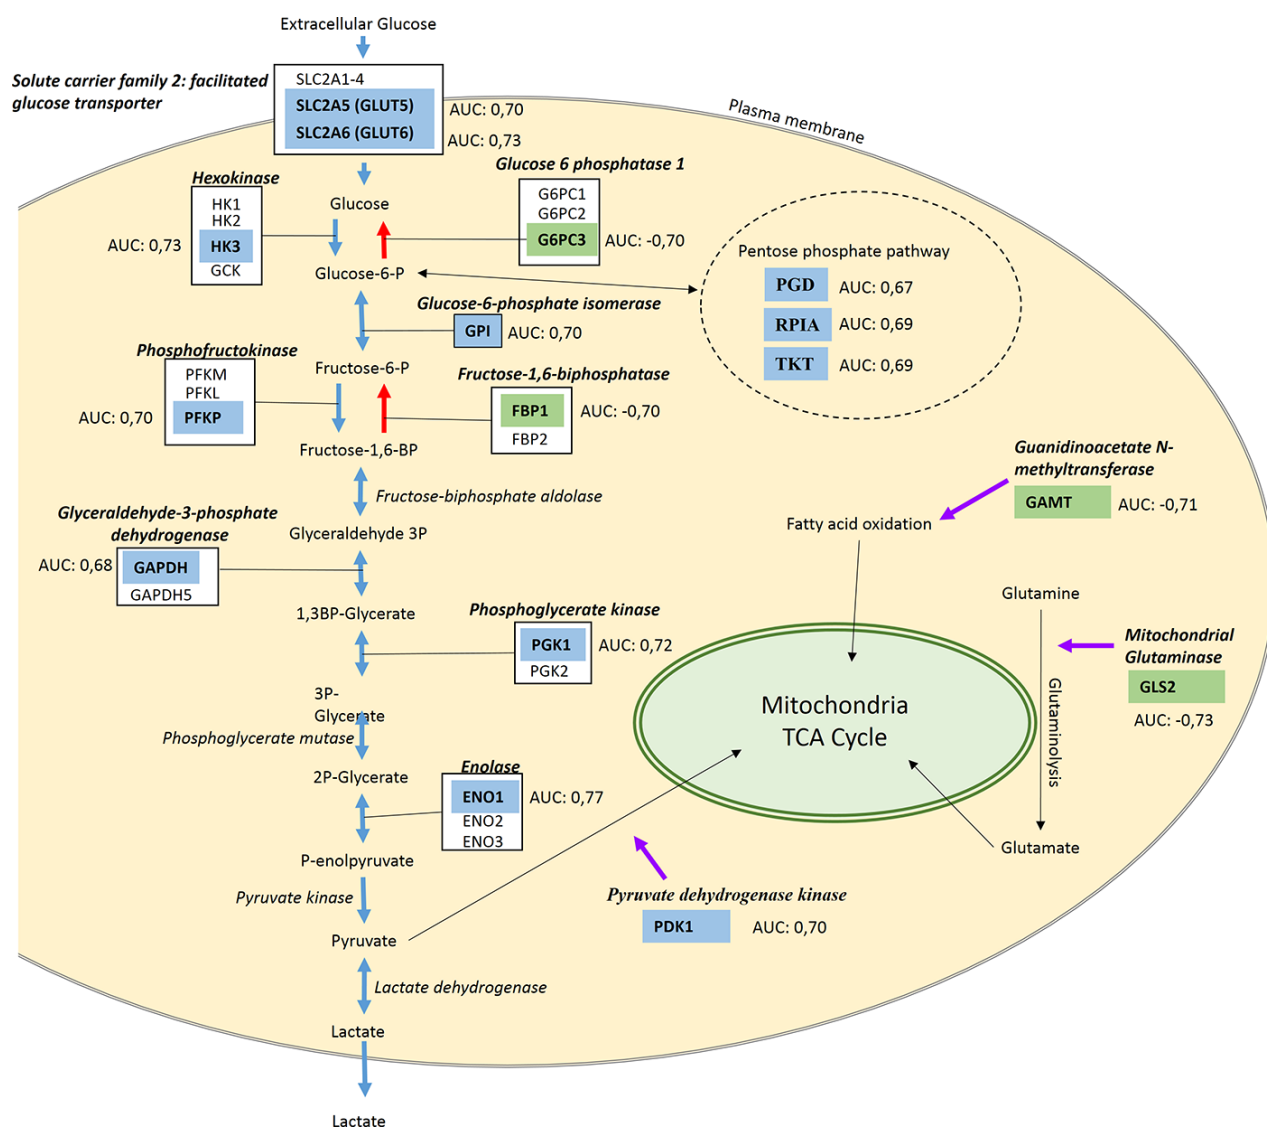 Extracellular Glucose
Solute carrier family 2: facilitated
glucose transporter
SLC2A1-4
SLC2A5 (GLUT5)
AUC: 0,70
SLC2A6 (GLUT6)
AUC: 0,73
Plasma membrane
Glucose 6 phosphatase 1
Hexokinase
HK1
HK2
HK3
GCK
AUC: 0,73
Glucose
G6PC1
G6PC2
G6PC3
AUC: -0,70
Glucose-6-P
Pentose phosphate pathway
PGD
AUC: 0,67
RPIA
AUC: 0,69
TKT
AUC: 0,69
Glucose-6-phosphate isomerase
GPI
AUC: 0,70
Phosphofructokinase
PFKM
PFKL
PFKP
AUC: 0,70
Fructose-6-P
Fructose-1,6-biphosphatase
FBP1
AUC: -0,70
FBP2
Fructose-1,6-BP
Fructose-biphosphate aldolase
Guanidinoacetate N-
methyltransferase
GAMT
AUC: -0,71
Fatty acid oxidation
Glyceraldehyde-3-phosphate
dehydrogenase
Glyceraldehyde 3P
AUC: 0,68
GAPDH
GAPDH5
1,3BP-Glycerate
Phosphoglycerate kinase
PGK1
AUC: 0,72
PGK2
Glutamine
Mitochondrial
Glutaminase
GLS2
AUC: -0,73
Glutaminolysis
Glutamate
Mitochondria
TCA Cycle
3P-
Glycerate
Phosphoglycerate mutase
2P-Glycerate
Enolase
ENO1
AUC: 0,77
ENO2
ENO3
P-enolpyruvate
Pyruvate kinase
Pyruvate dehydrogenase kinase
PDK1
AUC: 0,70
Pyruvate
Lactate dehydrogenase
Lactate
Lactate